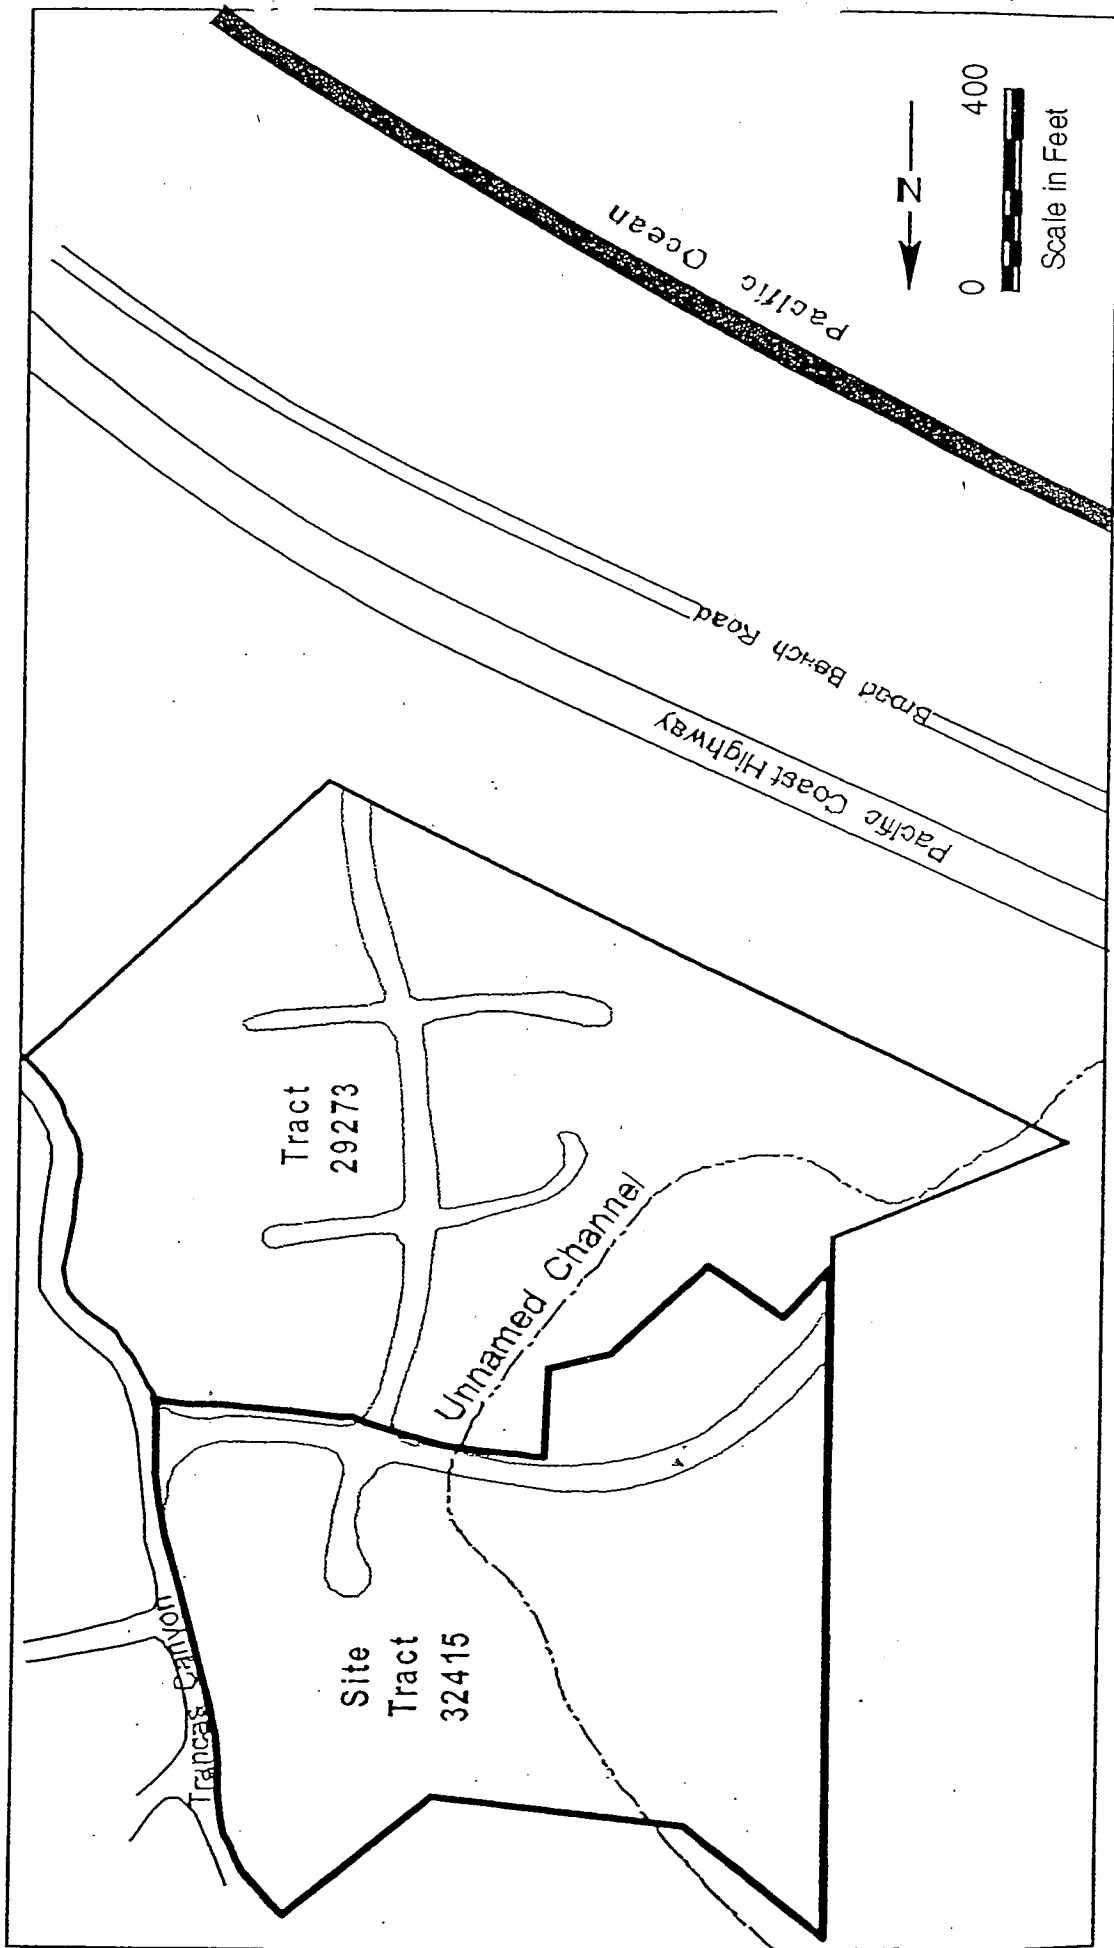 Pacific Ocean
N
0 400
Scale in Feet
Broad Beach Road
Pacific Coast Highway
Tract
29273
Unnamed Channel
Site
Tract
32415
Trancas Canyon